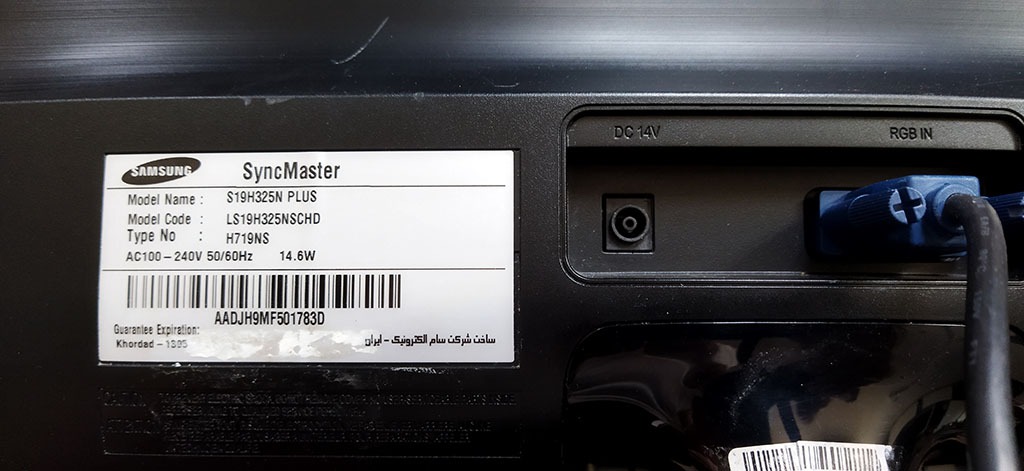 SAMSUNG SyncMaster
Model Name : S19H325N PLUS
Model Code : LS19H325NSCHD
Type No : H719NS
AC100-240V 50/60Hz 14.6W
AADJH9MF501783D
Guarantee Expiration:
Khordad - 1395
ساخت شرکت سام الکترونیک - ایران
DC 14V
RGB IN